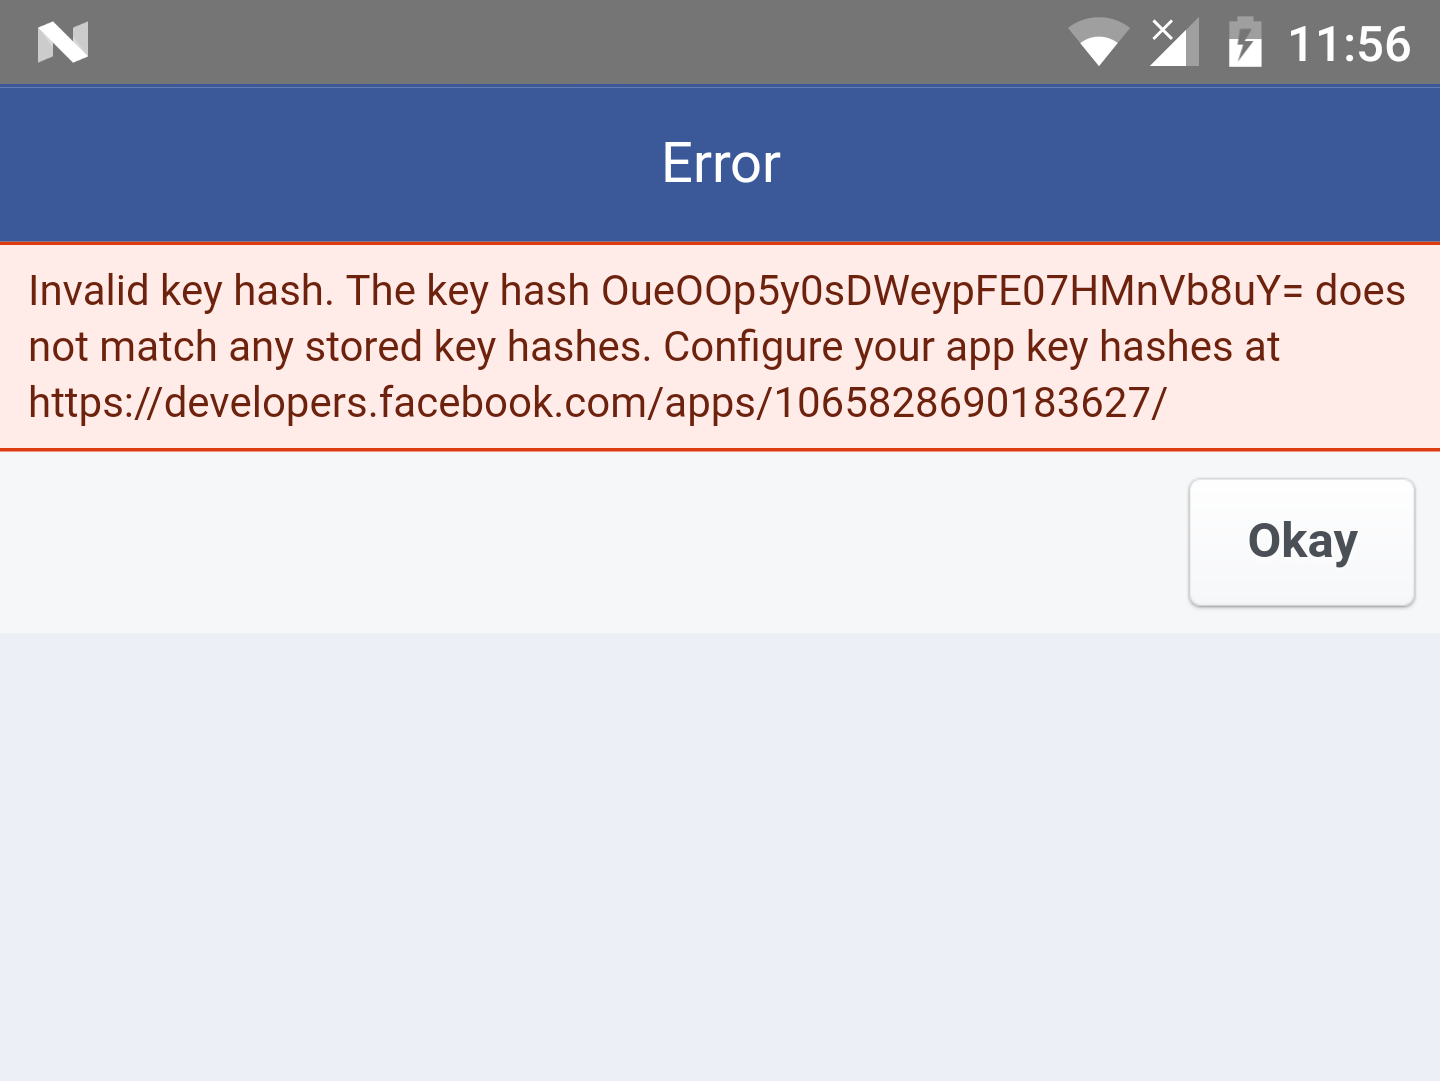 11:56
Error
Invalid key hash. The key hash OueOOp5y0sDWeypFE07HMnVb8uY= does
not match any stored key hashes. Configure your app key hashes at
https://developers.facebook.com/apps/1065828690183627/
Okay